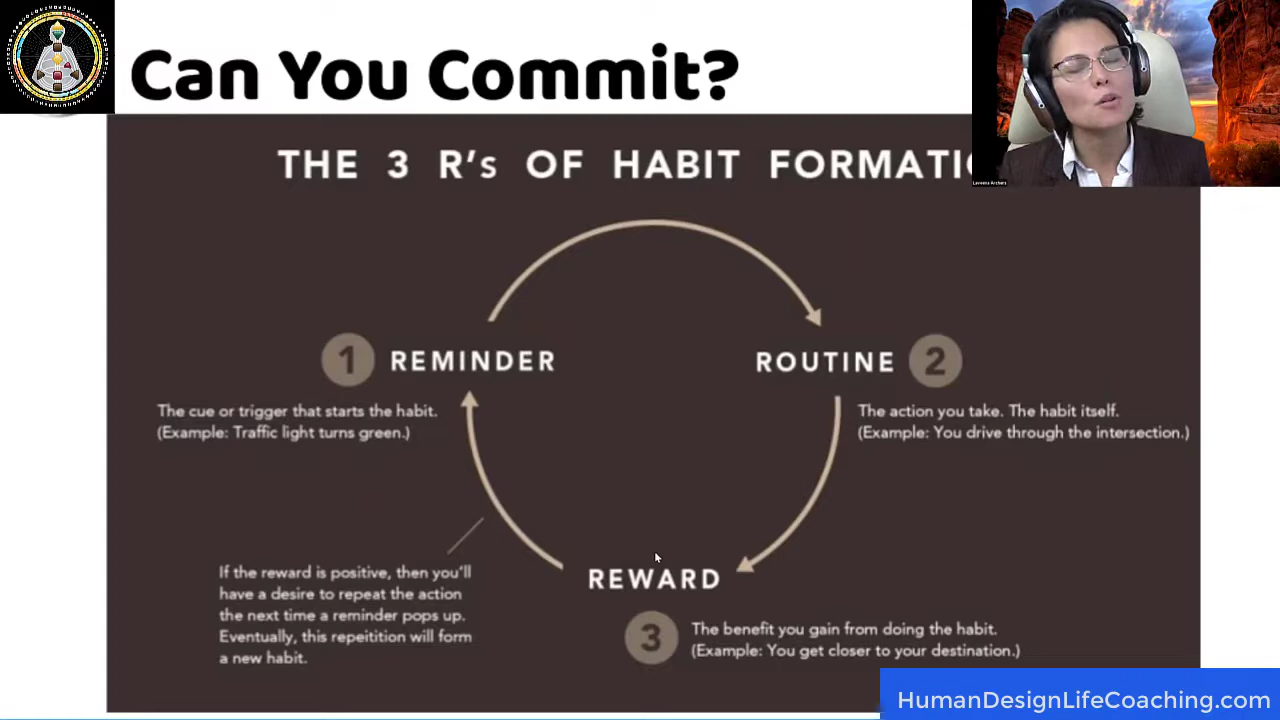 Can You Commit?
THE 3 R's OF HABIT FORMATIO
Laveena Archers
1 REMINDER
ROUTINE 2
The cue or trigger that starts the habit.
(Example: Traffic light turns green.)
The action you take. The habit itself.
(Example: You drive through the intersection.)
If the reward is positive, then you'll
have a desire to repeat the action
the next time a reminder pops up.
Eventually, this repeitition will form
a new habit.
REWARD
3 The benefit you gain from doing the habit.
(Example: You get closer to your destination.)
HumanDesignLifeCoaching.com